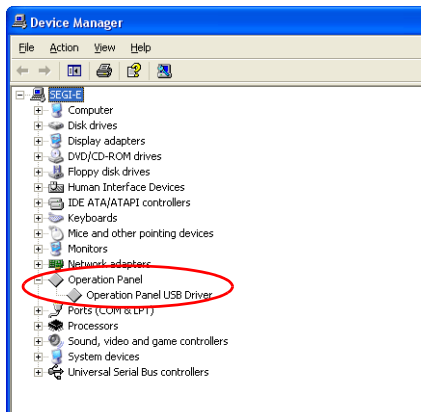 Device Manager
File Action View Help
SEGI-E
Computer
Disk drives
Display adapters
DVD/CD-ROM drives
Floppy disk drives
Human Interface Devices
IDE ATA/ATAPI controllers
Keyboards
Mice and other pointing devices
Monitors
Network adapters
Operation Panel
Operation Panel USB Driver
Ports (COM & LPT)
Processors
Sound, video and game controllers
System devices
Universal Serial Bus controllers